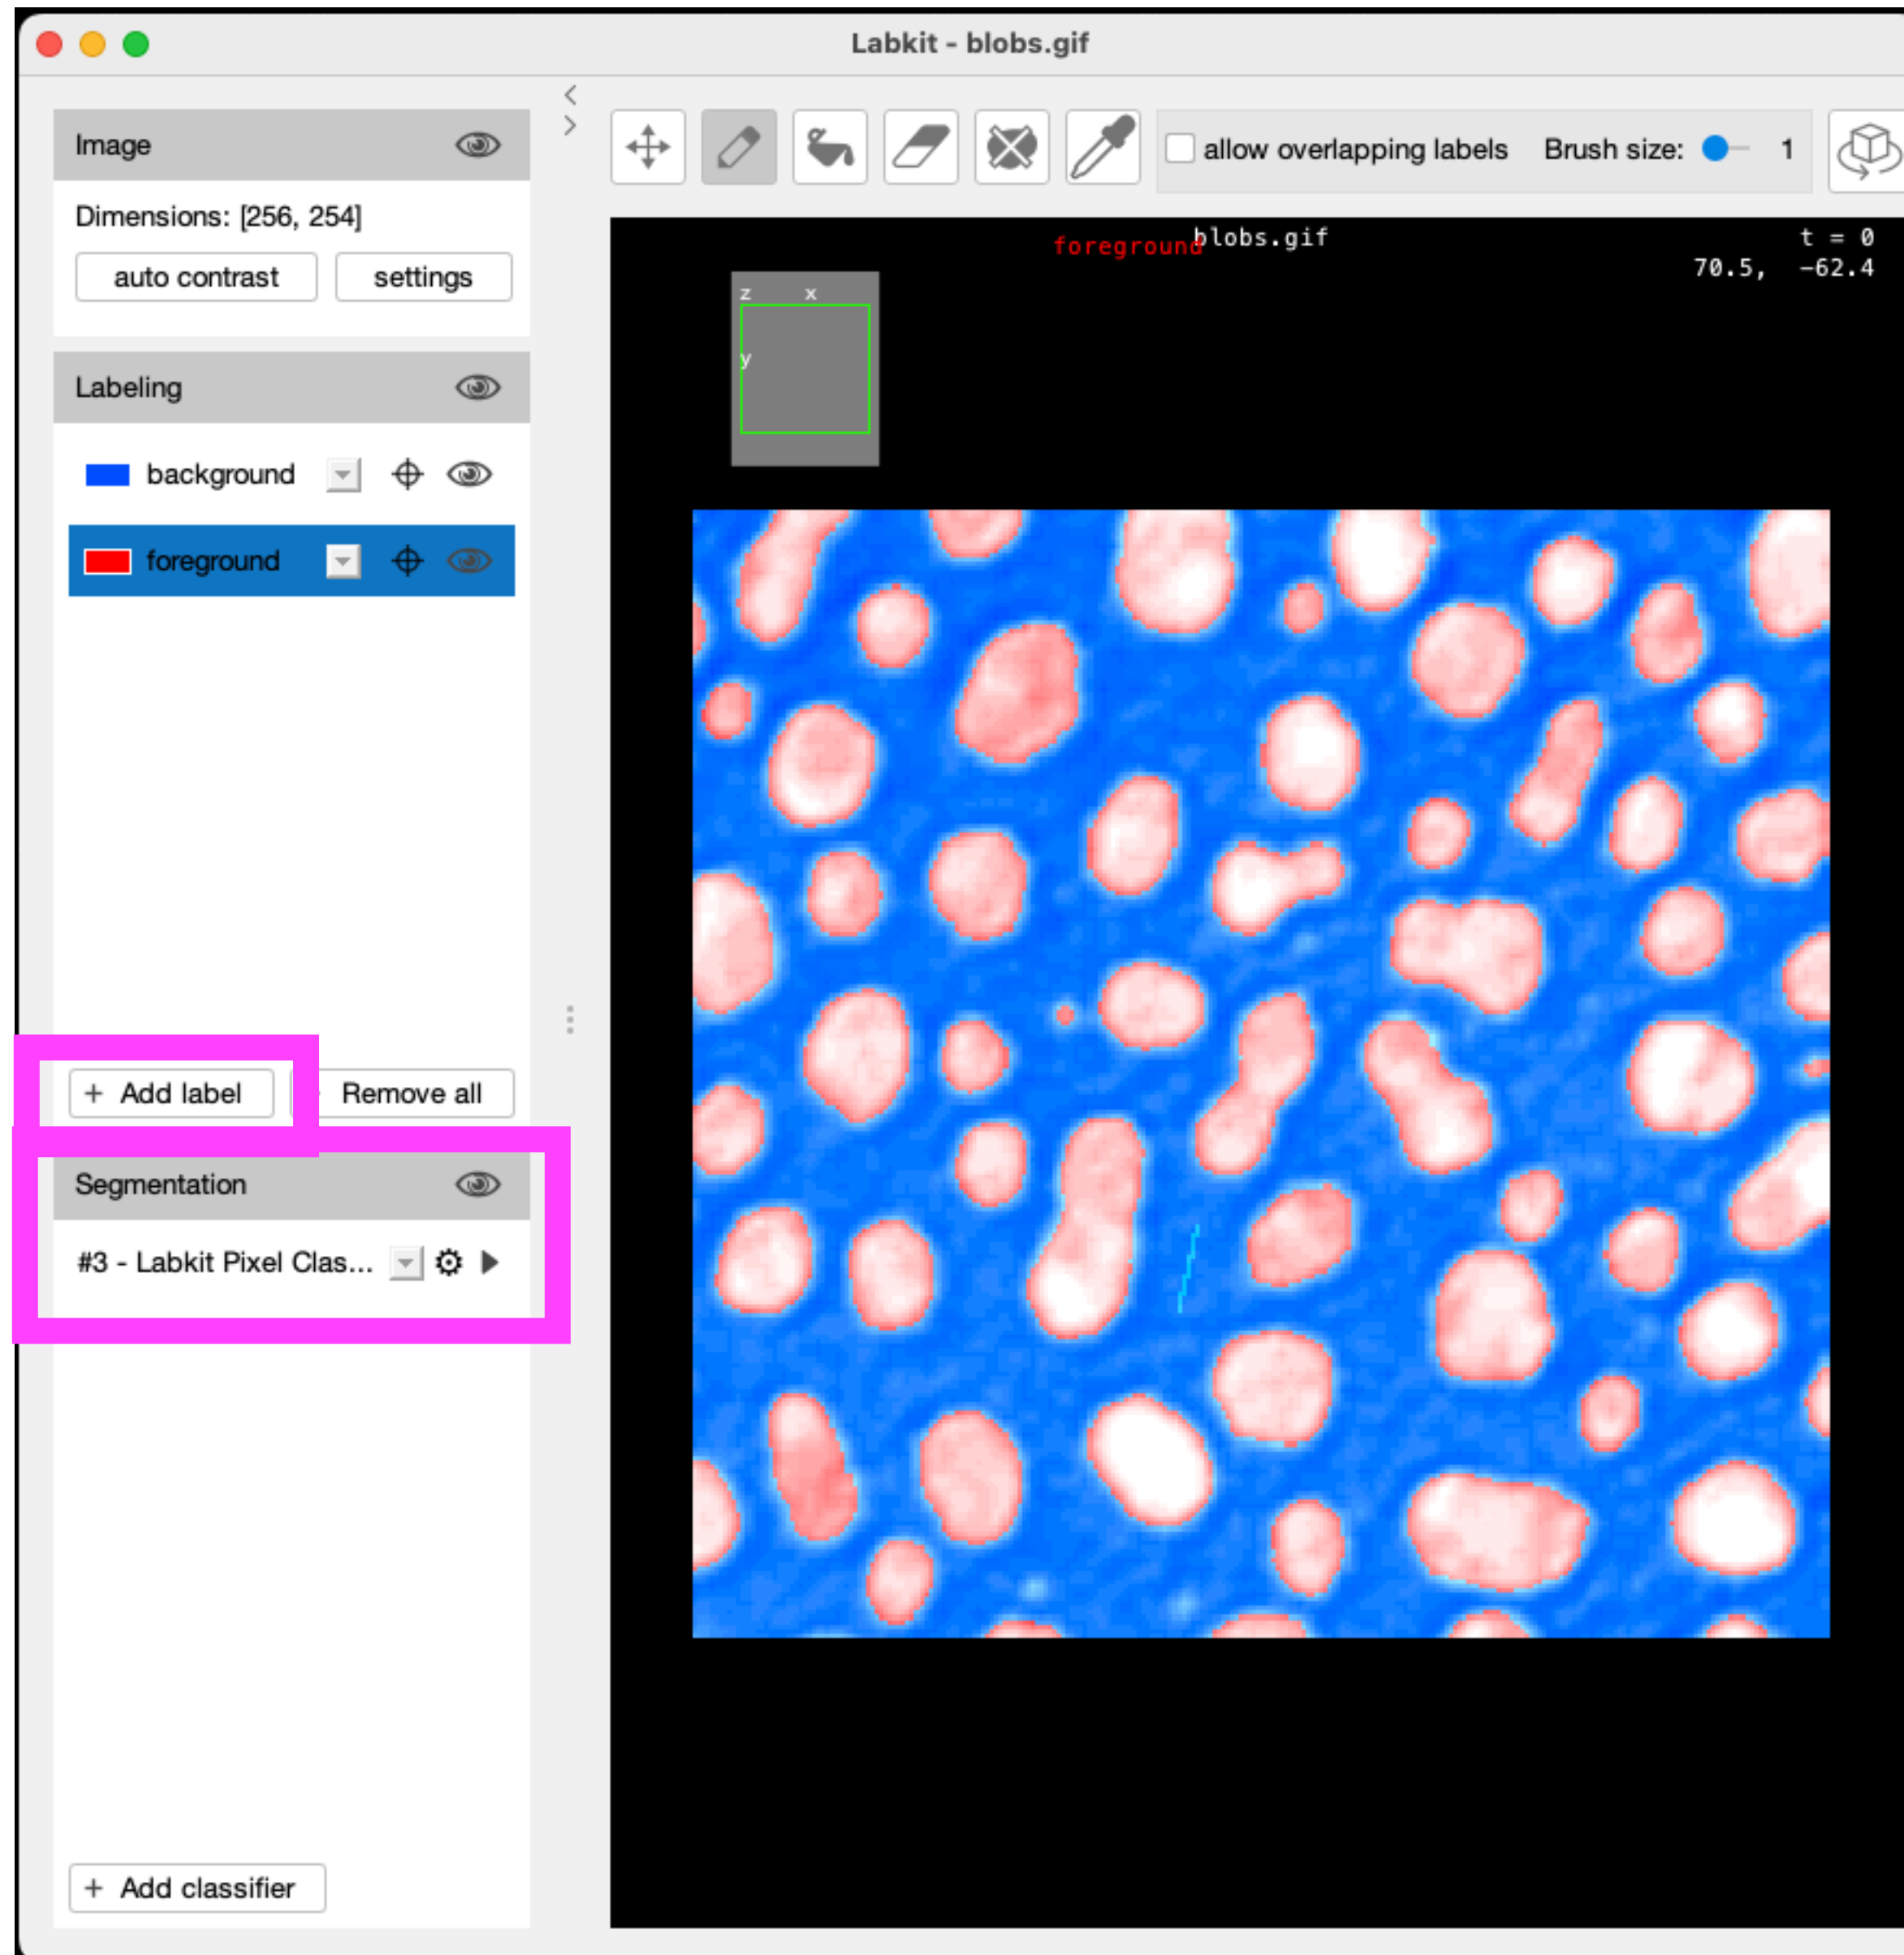 Labkit - blobs.gif
Image
Dimensions: [256, 254]
auto contrast settings
Labeling
background
foreground
+ Add label Remove all
Segmentation
#3 - Labkit Pixel Clas...
+ Add classifier
allow overlapping labels Brush size: 1
foreground blobs.gif t = 0
70.5, -62.4
z x
y